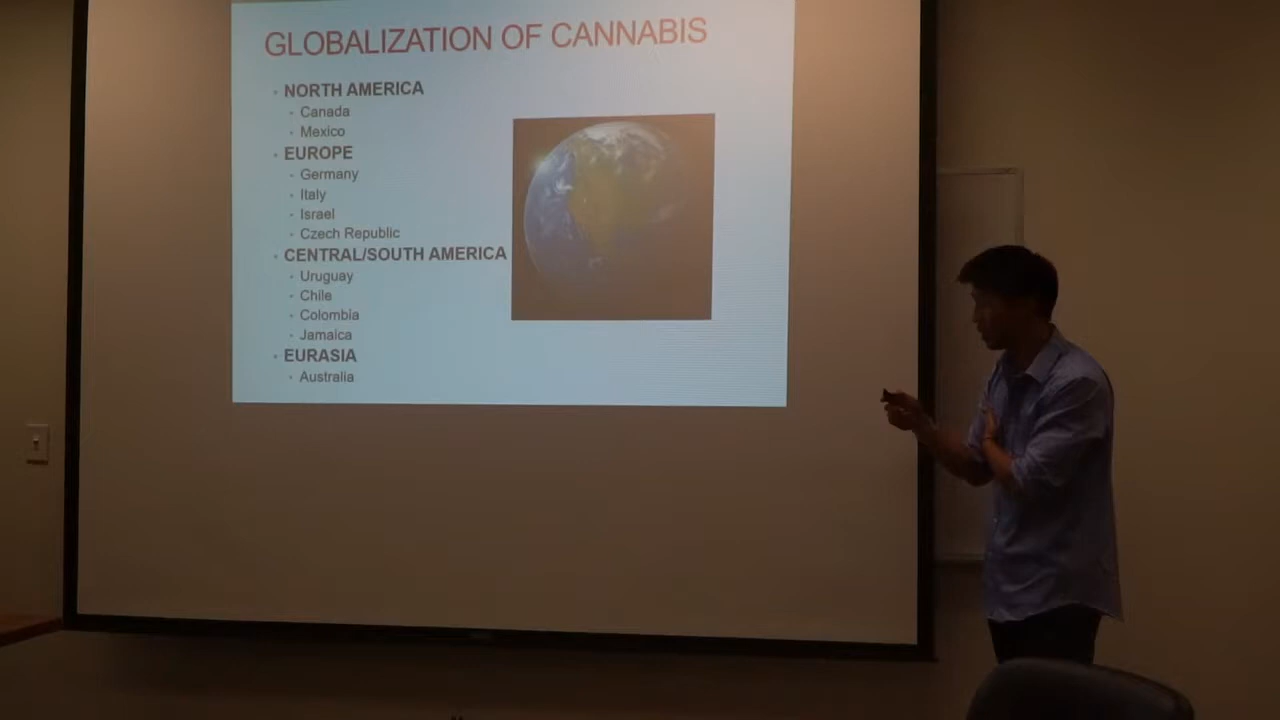 GLOBALIZATION OF CANNABIS
• NORTH AMERICA
• Canada
• Mexico
• EUROPE
• Germany
• Italy
• Israel
• Czech Republic
• CENTRAL/SOUTH AMERICA
• Uruguay
• Chile
• Colombia
• Jamaica
• EURASIA
• Australia